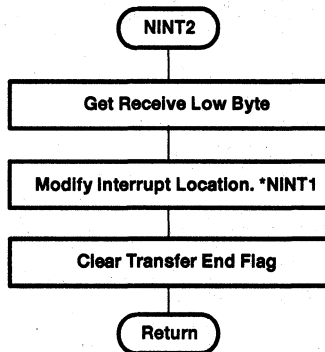 NINT2
Get Receive Low Byte
Modify Interrupt Location. *NINT1
Clear Transfer End Flag
Return